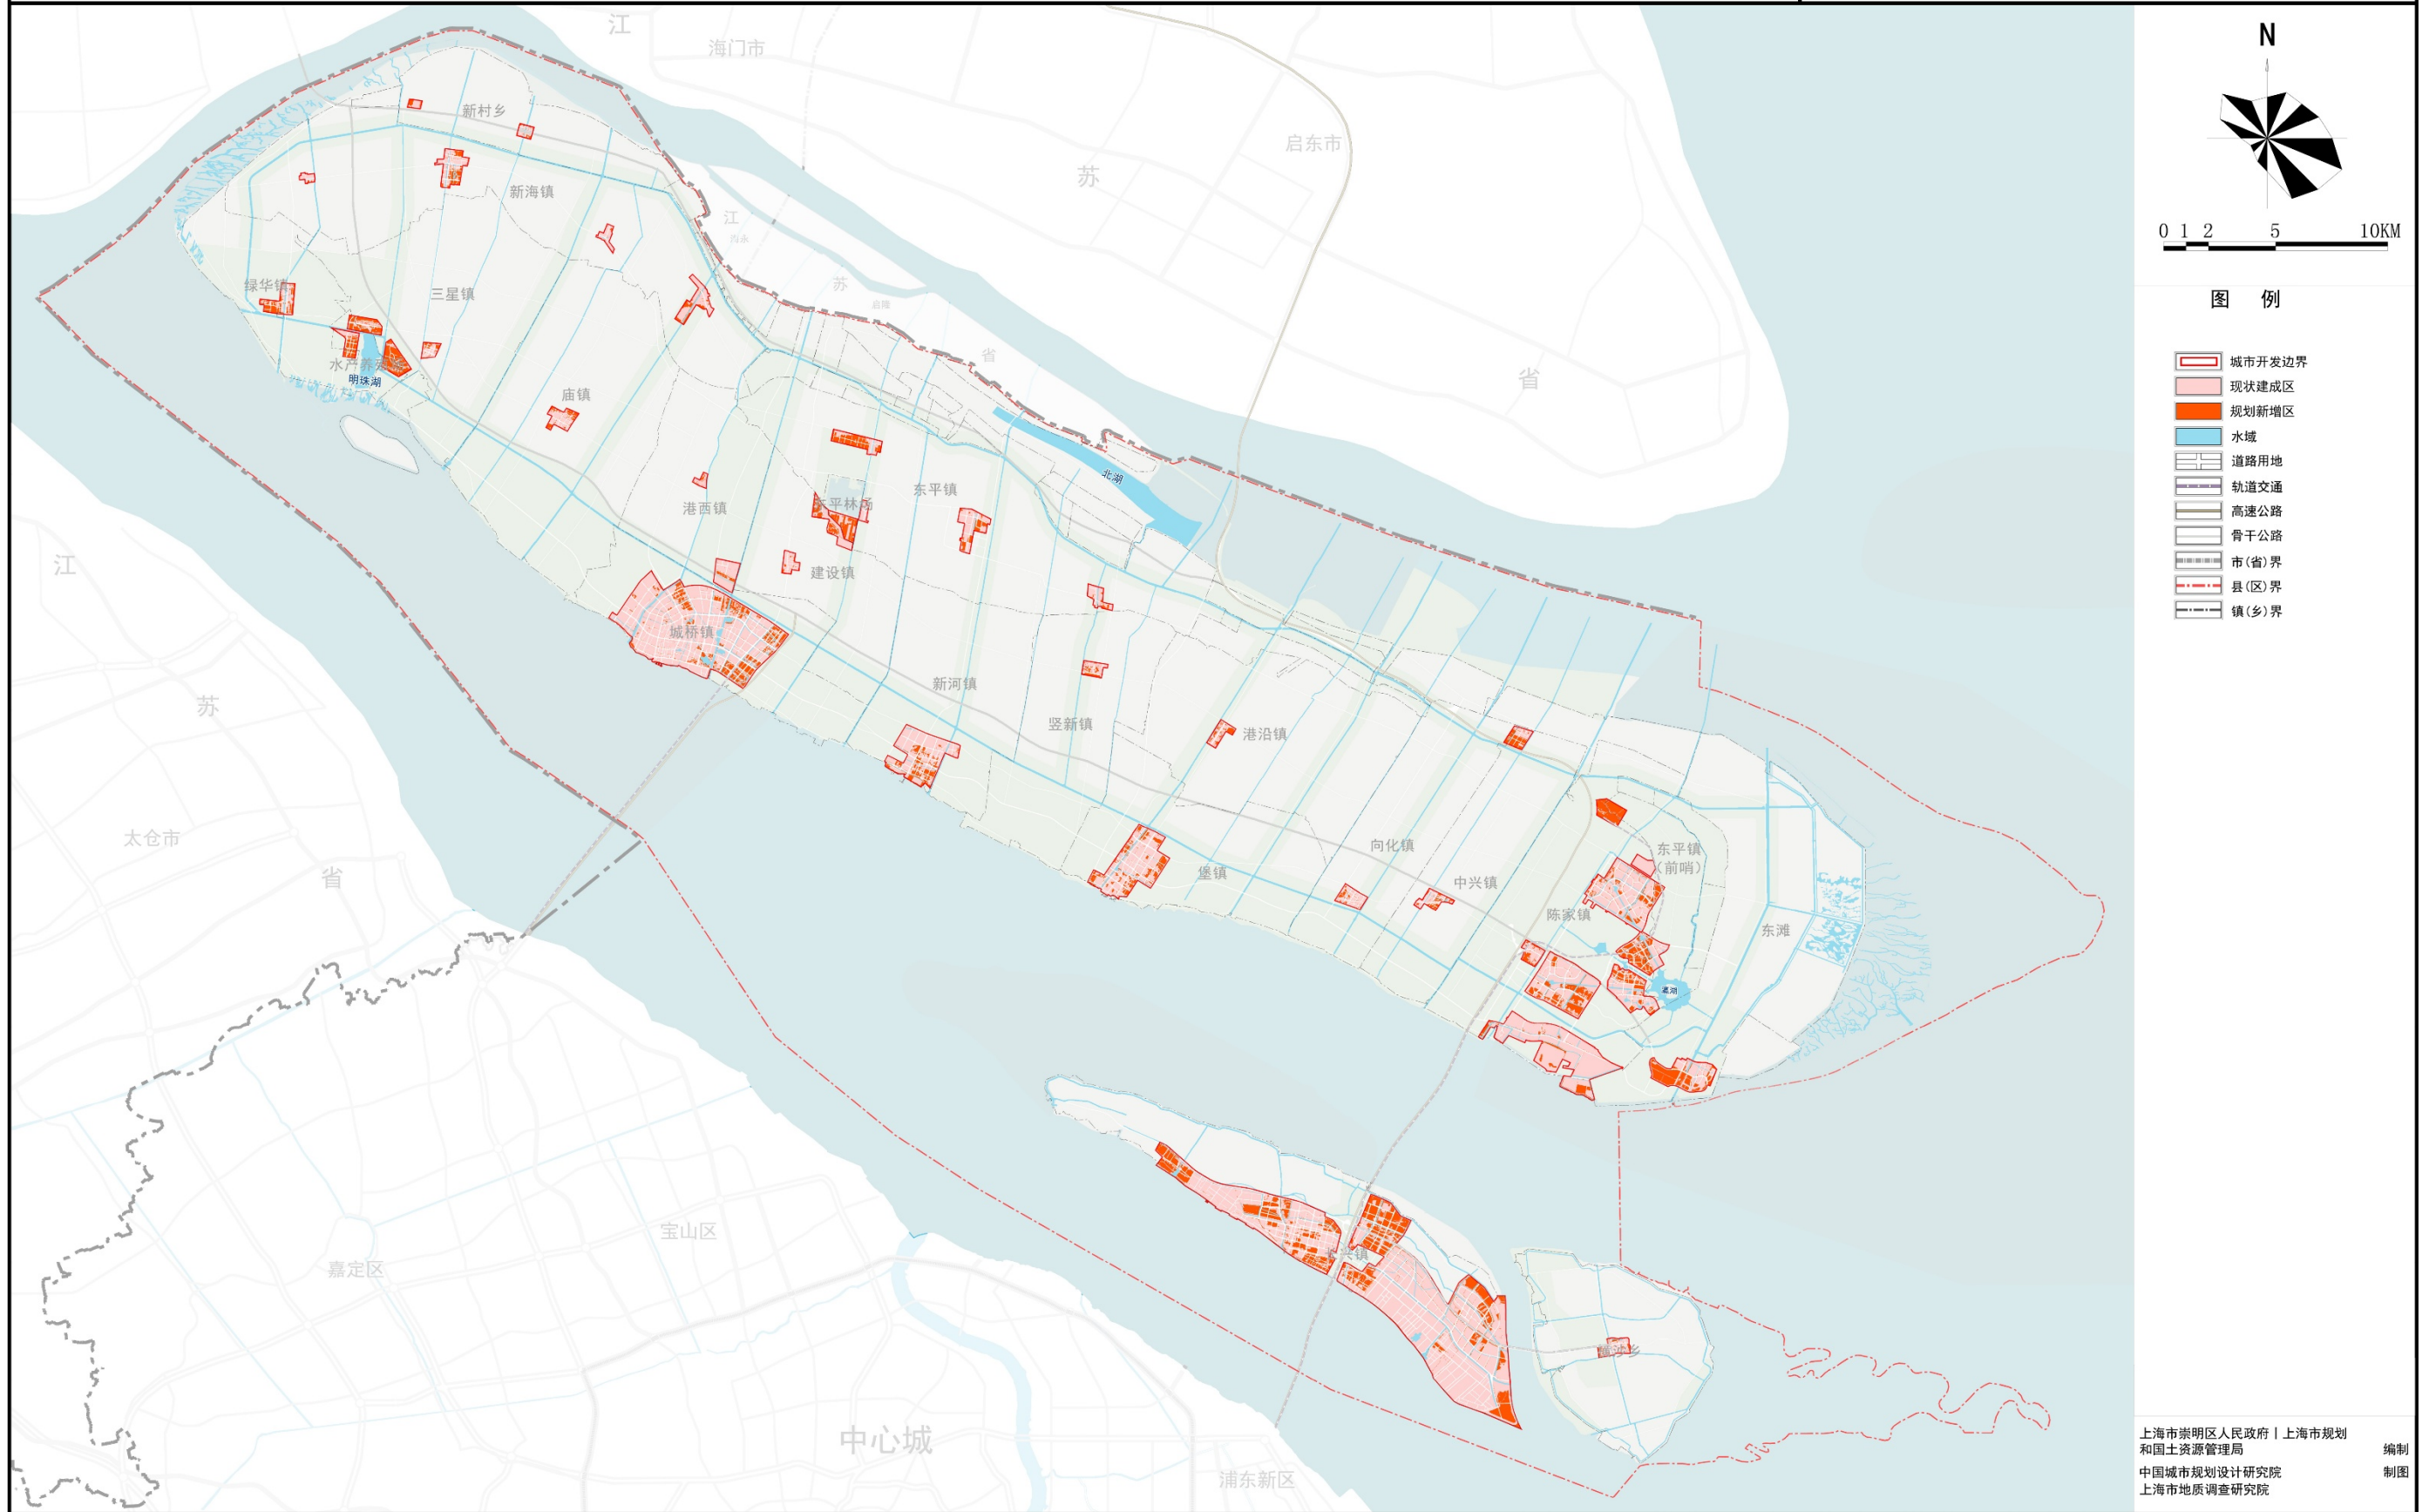 江
海门市
苏
启东市
省
新村乡
新海镇
江
海永
苏
启隆
省
绿华镇
三星镇
明珠湖
庙镇
北湖
东平镇
东平林场
港西镇
建设镇
城桥镇
新河镇
竖新镇
港沿镇
向化镇
中兴镇
堡镇
东平镇
(前哨)
陈家镇
东滩
长兴镇
横沙乡
江
苏
太仓市
省
嘉定区
宝山区
中心城
浦东新区
N
0 1 2 5 10KM
图 例
城市开发边界
现状建成区
规划新增区
水域
道路用地
轨道交通
高速公路
骨干公路
市(省)界
县(区)界
镇(乡)界
上海市崇明区人民政府|上海市规划
和国土资源管理局 编制
中国城市规划设计研究院 制图
上海市地质调查研究院